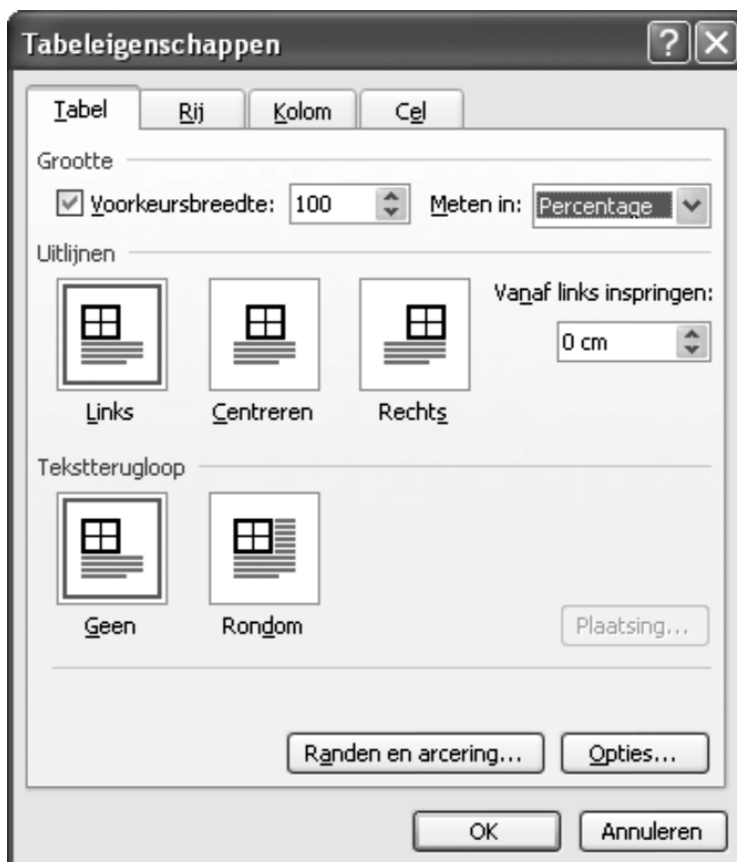 Tabeleigenschappen
Tabel Rij Kolom Cel
Grootte
Voorkeursbreedte: 100 Meten in: Percentage
Uitlijnen
Vanaf links inspringen:
0 cm
Links Centreren Rechts
Tekstterugloop
Geen Rondom Plaatsing...
Randen en arcering... Opties...
OK Annuleren